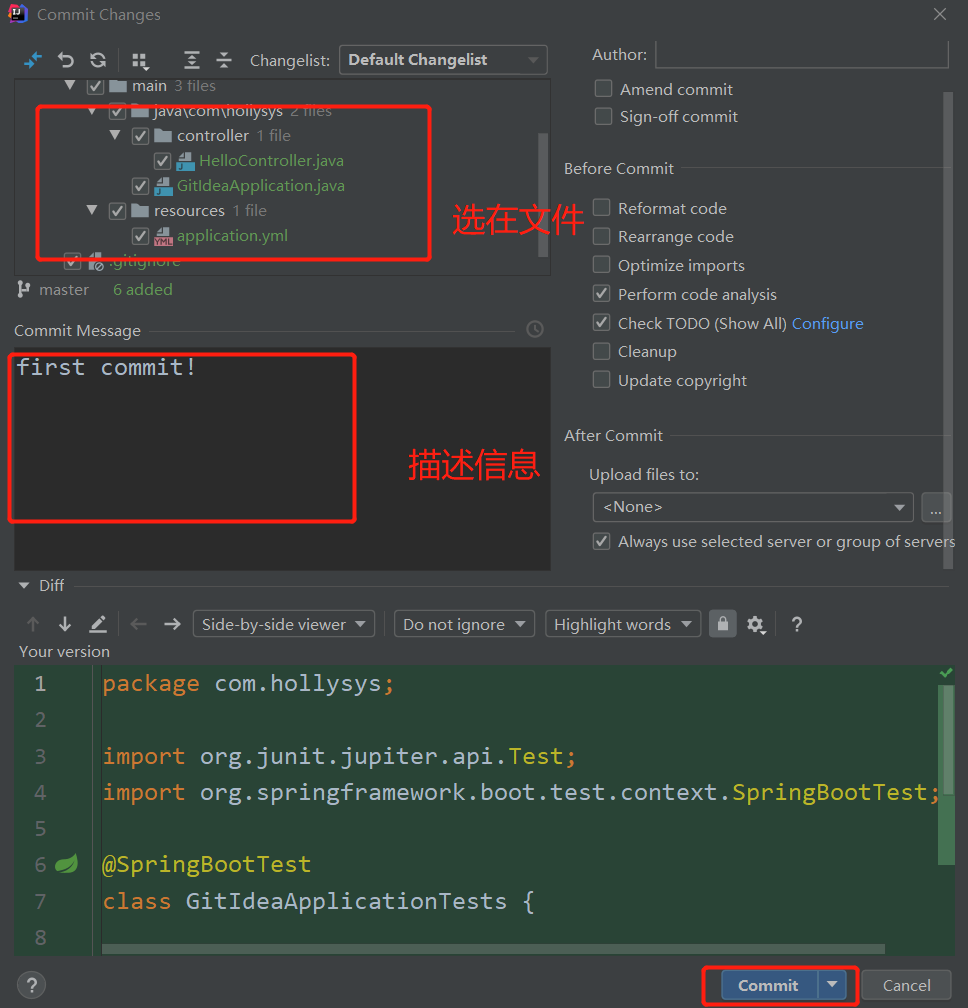 Commit Changes
Changelist: Default Changelist
main 3 files
java\com\hollysys 2 files
controller 1 file
HelloController.java
GitIdeaApplication.java
resources 1 file
application.yml
.gitignore
选在文件
master 6 added
Commit Message
first commit!
描述信息
Author:
Amend commit
Sign-off commit
Before Commit
Reformat code
Rearrange code
Optimize imports
Perform code analysis
Check TODO (Show All) Configure
Cleanup
Update copyright
After Commit
Upload files to:
<None> ...
Always use selected server or group of servers
Diff
Side-by-side viewer Do not ignore Highlight words ?
Your version
1 package com.hollysys;
2
3 import org.junit.jupiter.api.Test;
4 import org.springframework.boot.test.context.SpringBootTest;
5
6 @SpringBootTest
7 class GitIdeaApplicationTests {
8
? Commit Cancel